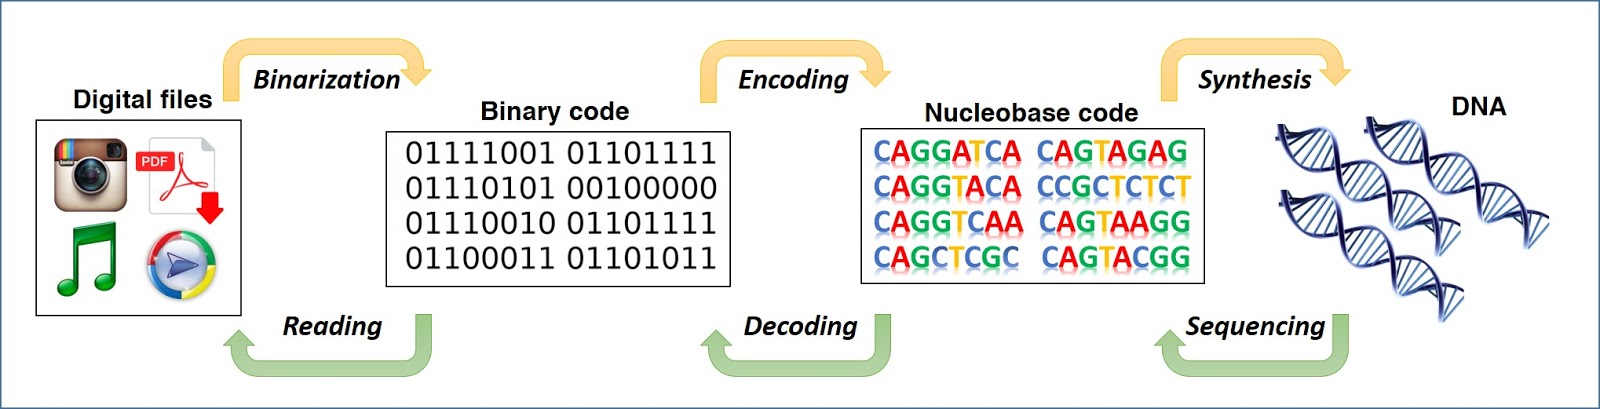 Binarization
Encoding
Synthesis
Digital files
Binary code
Nucleobase code
DNA
Insta
PDF
01111001 01101111
01110101 00100000
01110010 01101111
01100011 01101011
CAGGATCA CAGTAGAG
CAGGTACA CCGCTCTCT
CAGGTCAA CAGTAAGG
CAGCTCGC CAGTACGG
Reading
Decoding
Sequencing